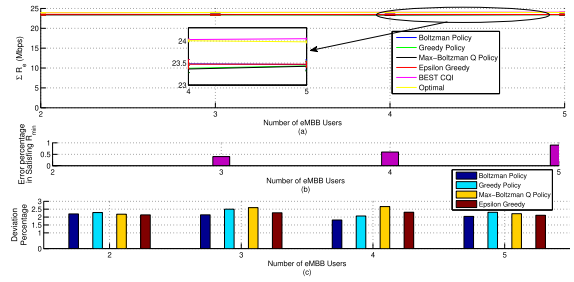 25
20
15
10
5
0
Σ R_e (Mbps)
24
23.5
23
4
5
Boltzman Policy
Greedy Policy
Max−Boltzman Q Policy
Epsilon Greedy
BEST CQI
Optimal
2
3
4
5
Number of eMBB Users
(a)
Error percentage
in Satisfing R_min
1
0.5
0
2
3
4
5
Number of eMBB Users
(b)
Boltzman Policy
Greedy Policy
Max−Boltzman Q Policy
Epsilon Greedy
Deviation
Percentage
3
2.5
2
1.5
1
0
2
3
4
5
Number of eMBB Users
(c)